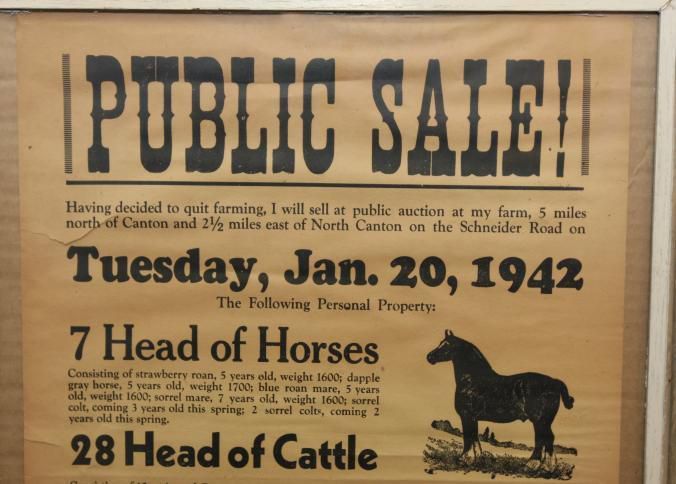 PUBLIC SALE!
Having decided to quit farming, I will sell at public auction at my farm, 5 miles
north of Canton and 2½ miles east of North Canton on the Schneider Road on
Tuesday, Jan. 20, 1942
The Following Personal Property:
7 Head of Horses
Consisting of strawberry roan, 5 years old, weight 1600; dapple
gray horse, 5 years old, weight 1700; blue roan mare, 5 years
old, weight 1600; sorrel mare, 7 years old, weight 1600; sorrel
colt, coming 3 years old this spring; 2 sorrel colts, coming 2
years old this spring.
28 Head of Cattle